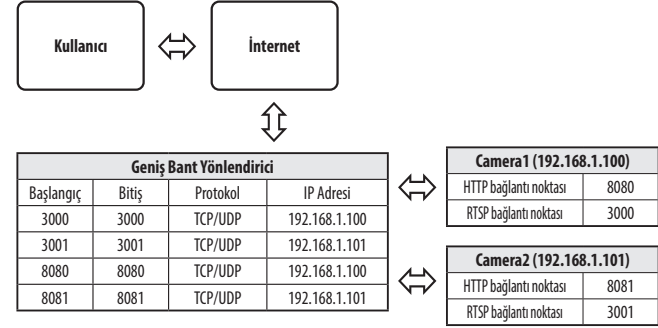 Kullanıcı
İnternet
Geniş Bant Yönlendirici
Başlangıç Bitiş Protokol IP Adresi
3000 3000 TCP/UDP 192.168.1.100
3001 3001 TCP/UDP 192.168.1.101
8080 8080 TCP/UDP 192.168.1.100
8081 8081 TCP/UDP 192.168.1.101
Camera1 (192.168.1.100)
HTTP bağlantı noktası 8080
RTSP bağlantı noktası 3000
Camera2 (192.168.1.101)
HTTP bağlantı noktası 8081
RTSP bağlantı noktası 3001